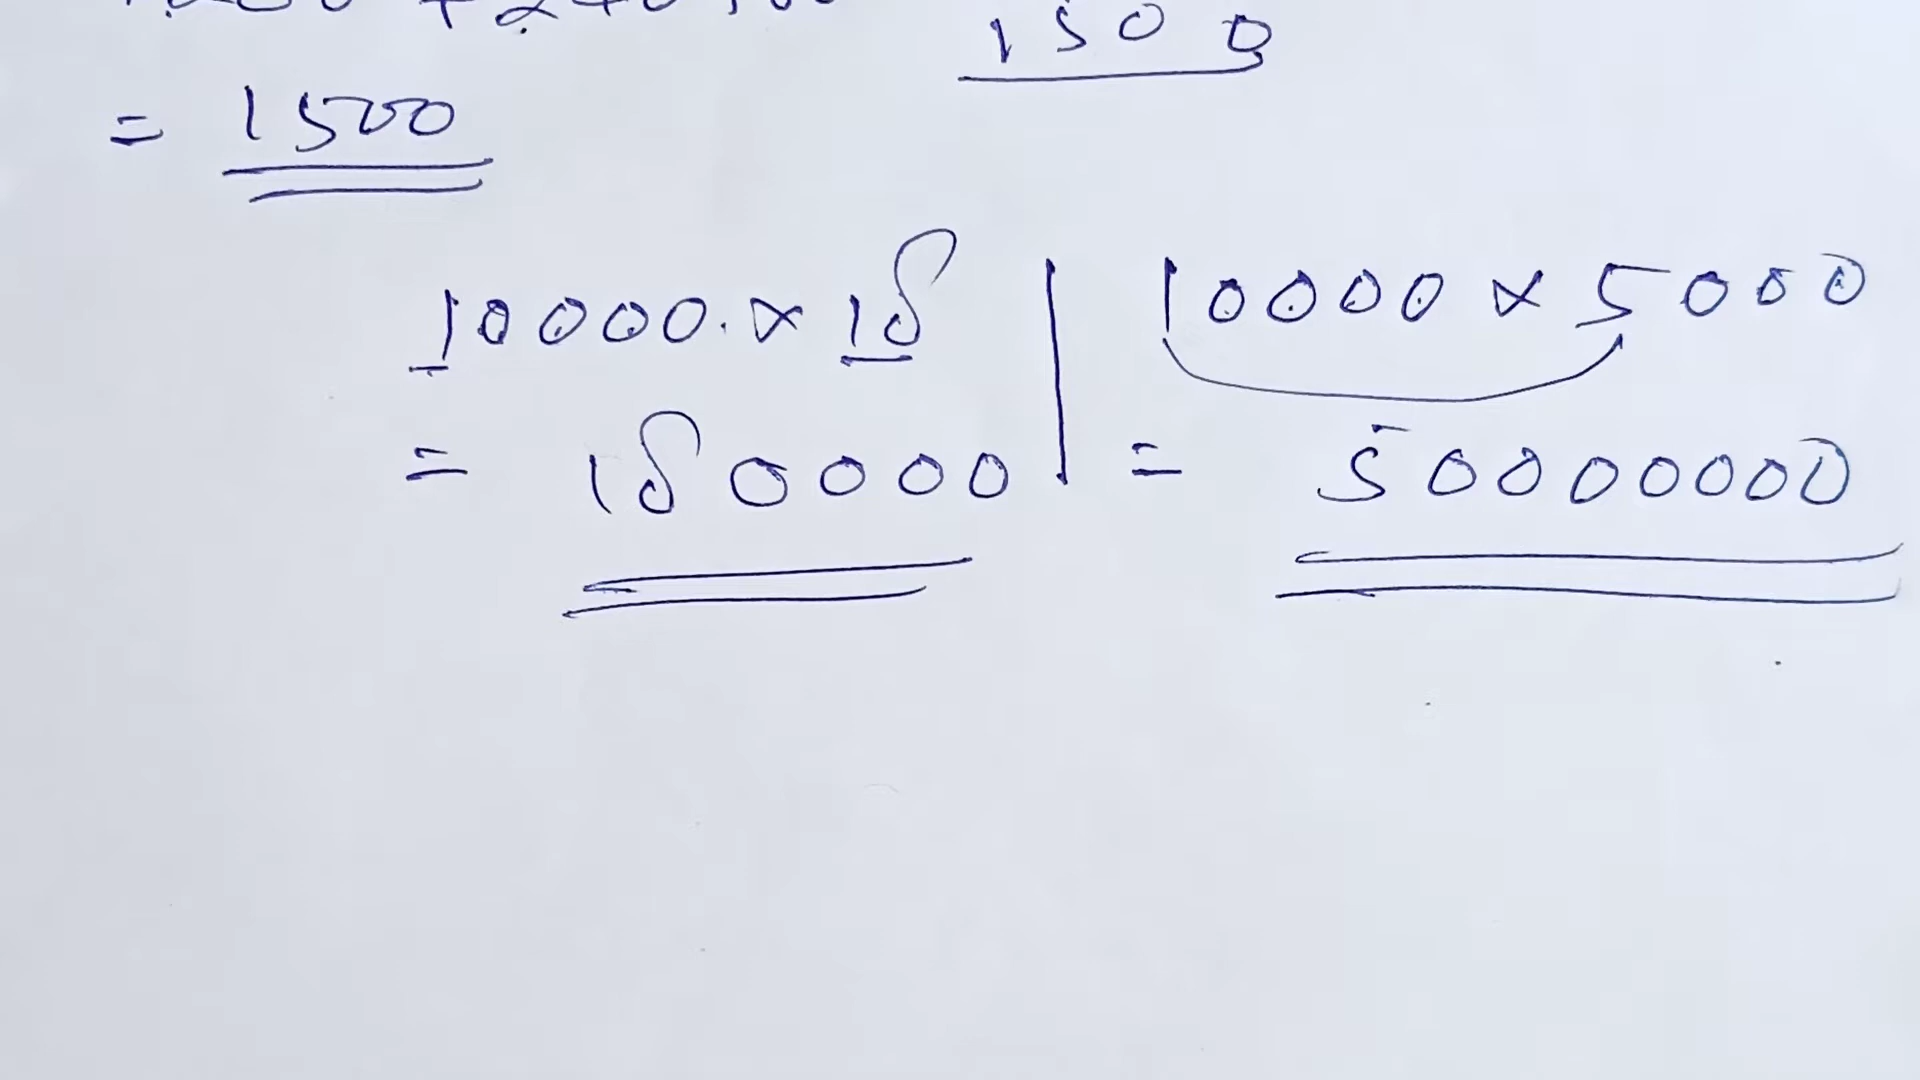 1500
= 1500
10000 × 18 | 10000 × 5000
= 180000 | = 50000000